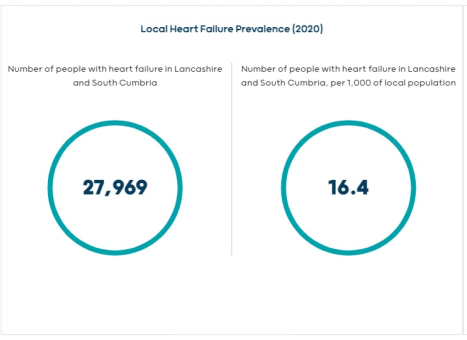 Local Heart Failure Prevalence (2020)
Number of people with heart failure in Lancashire
and South Cumbria
27,969
Number of people with heart failure in Lancashire
and South Cumbria, per 1,000 of local population
16.4